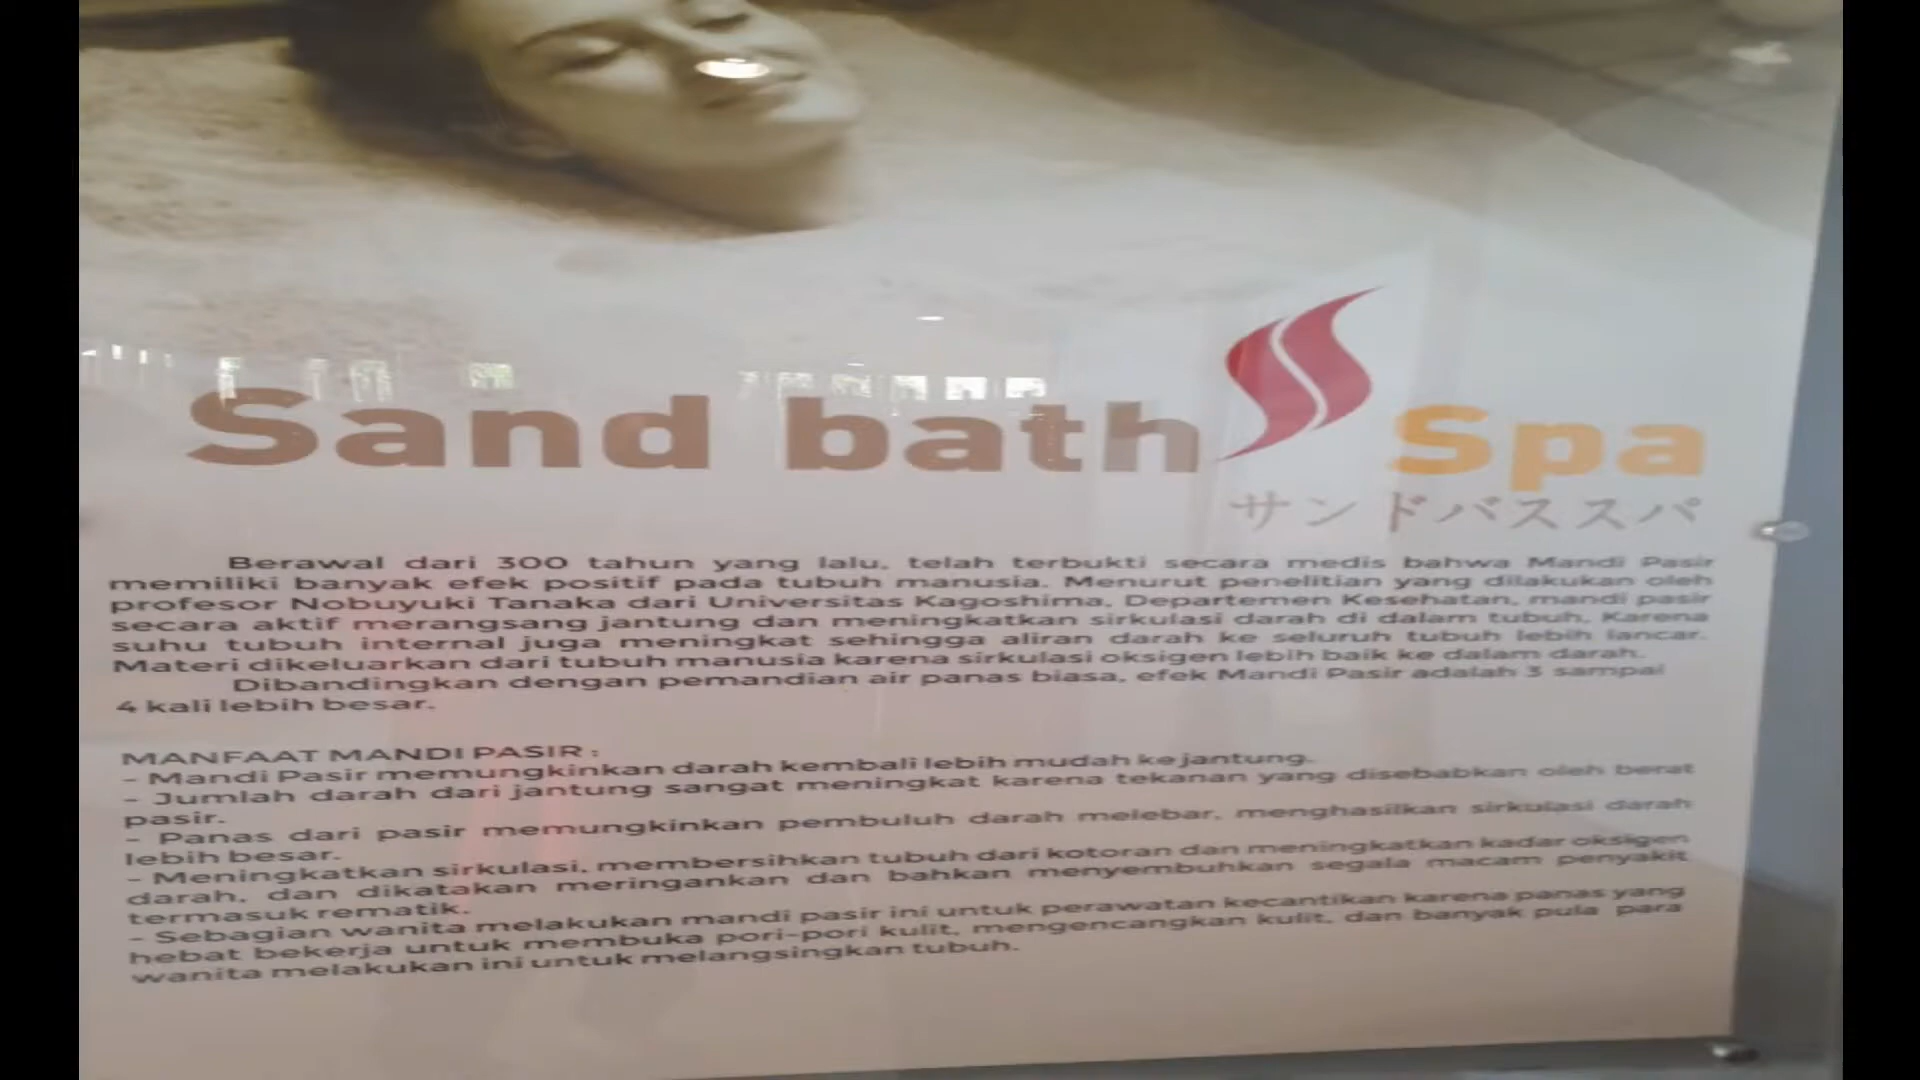 Sand bath Spa
サンドバススパ
Berawal dari 300 tahun yang lalu, telah terbukti secara medis bahwa Mandi Pasir
memiliki banyak efek positif pada tubuh manusia. Menurut penelitian yang dilakukan oleh
profesor Nobuyuki Tanaka dari Universitas Kagoshima, Departemen Kesehatan, mandi pasir
secara aktif merangsang jantung dan meningkatkan sirkulasi darah di dalam tubuh. Karena
suhu tubuh internal juga meningkat sehingga aliran darah ke seluruh tubuh lebih lancar.
Materi dikeluarkan dari tubuh manusia karena sirkulasi oksigen lebih baik ke dalam darah.
Dibandingkan dengan pemandian air panas biasa, efek Mandi Pasir adalah 3 sampai
4 kali lebih besar.
MANFAAT MANDI PASIR :
- Mandi Pasir memungkinkan darah kembali lebih mudah ke jantung.
- Jumlah darah dari jantung sangat meningkat karena tekanan yang disebabkan oleh berat
pasir.
- Panas dari pasir memungkinkan pembuluh darah melebar, menghasilkan sirkulasi darah
lebih besar.
- Meningkatkan sirkulasi, membersihkan tubuh dari kotoran dan meningkatkan kadar oksigen
darah, dan dikatakan meringankan dan bahkan menyembuhkan segala macam penyakit
termasuk rematik.
- Sebagian wanita melakukan mandi pasir ini untuk perawatan kecantikan karena panas yang
hebat bekerja untuk membuka pori-pori kulit, mengencangkan kulit, dan banyak pula para
wanita melakukan ini untuk melangsingkan tubuh.